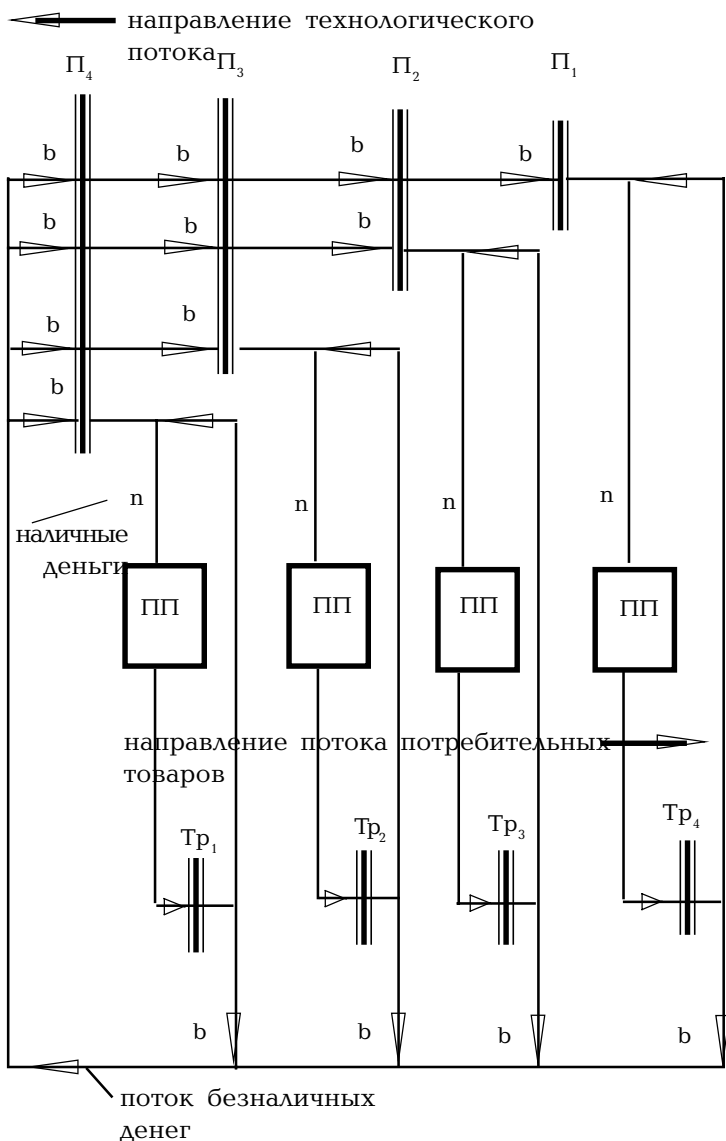 направление технологического
потока
П₄ П₃ П₂ П₁
b b b b
b b b
b b
b
n n n n
наличные
деньги
ПП ПП ПП ПП
направление потока потребительных
товаров
Тр₁ Тр₂ Тр₃ Тр₄
b b b b
поток безналичных
денег